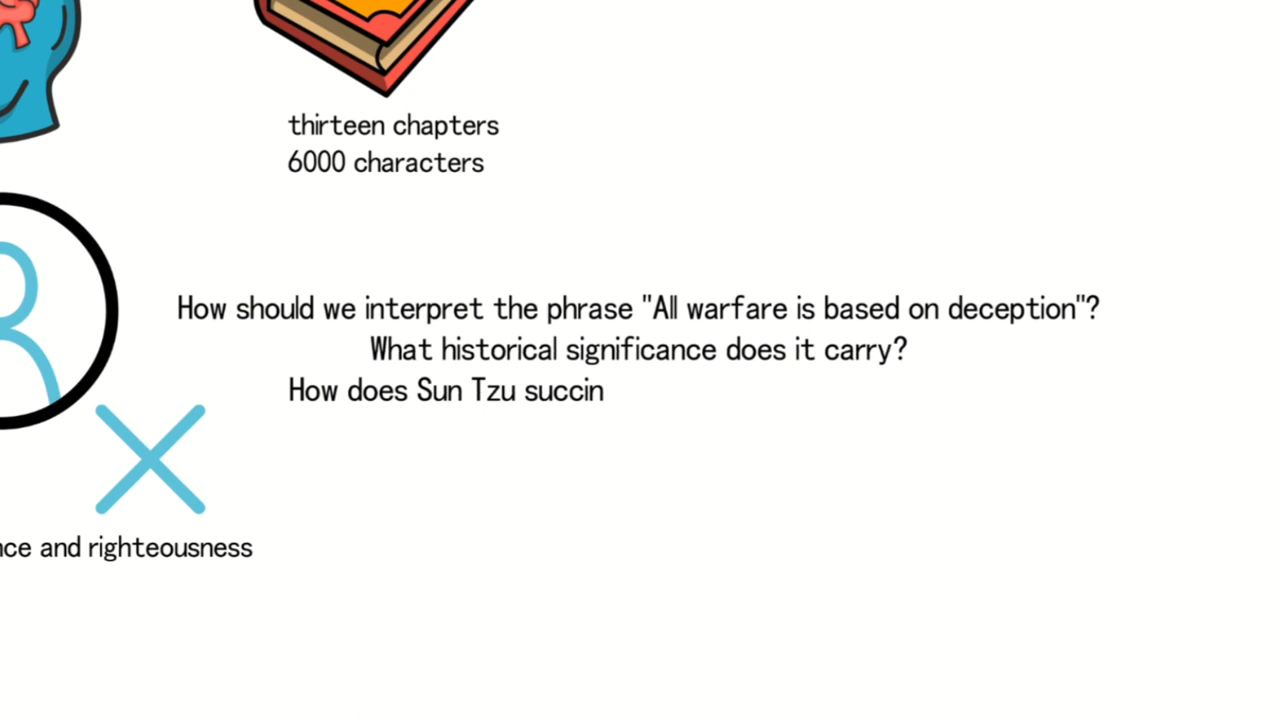 thirteen chapters
6000 characters
How should we interpret the phrase "All warfare is based on deception"?
What historical significance does it carry?
How does Sun Tzu succin
and righteousness